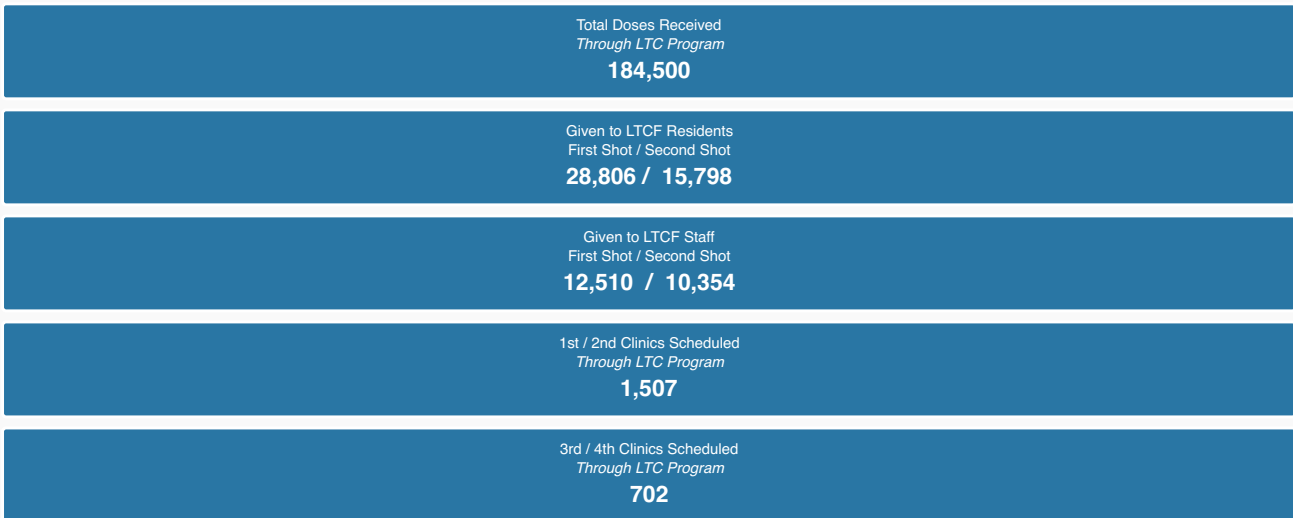 Total Doses Received
Through LTC Program
184,500
Given to LTCF Residents
First Shot / Second Shot
28,806 / 15,798
Given to LTCF Staff
First Shot / Second Shot
12,510 / 10,354
1st / 2nd Clinics Scheduled
Through LTC Program
1,507
3rd / 4th Clinics Scheduled
Through LTC Program
702